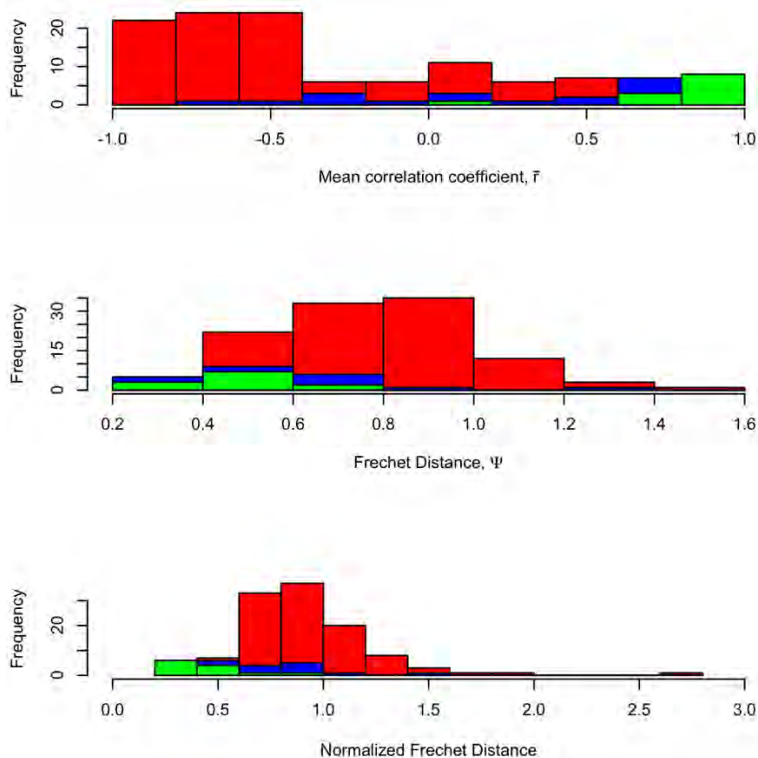 Frequency
20
10
0
-1.0 -0.5 0.0 0.5 1.0
Mean correlation coefficient, r̄
Frequency
30
15
0
0.2 0.4 0.6 0.8 1.0 1.2 1.4 1.6
Frechet Distance, Ψ
Frequency
20
0
0.0 0.5 1.0 1.5 2.0 2.5 3.0
Normalized Frechet Distance